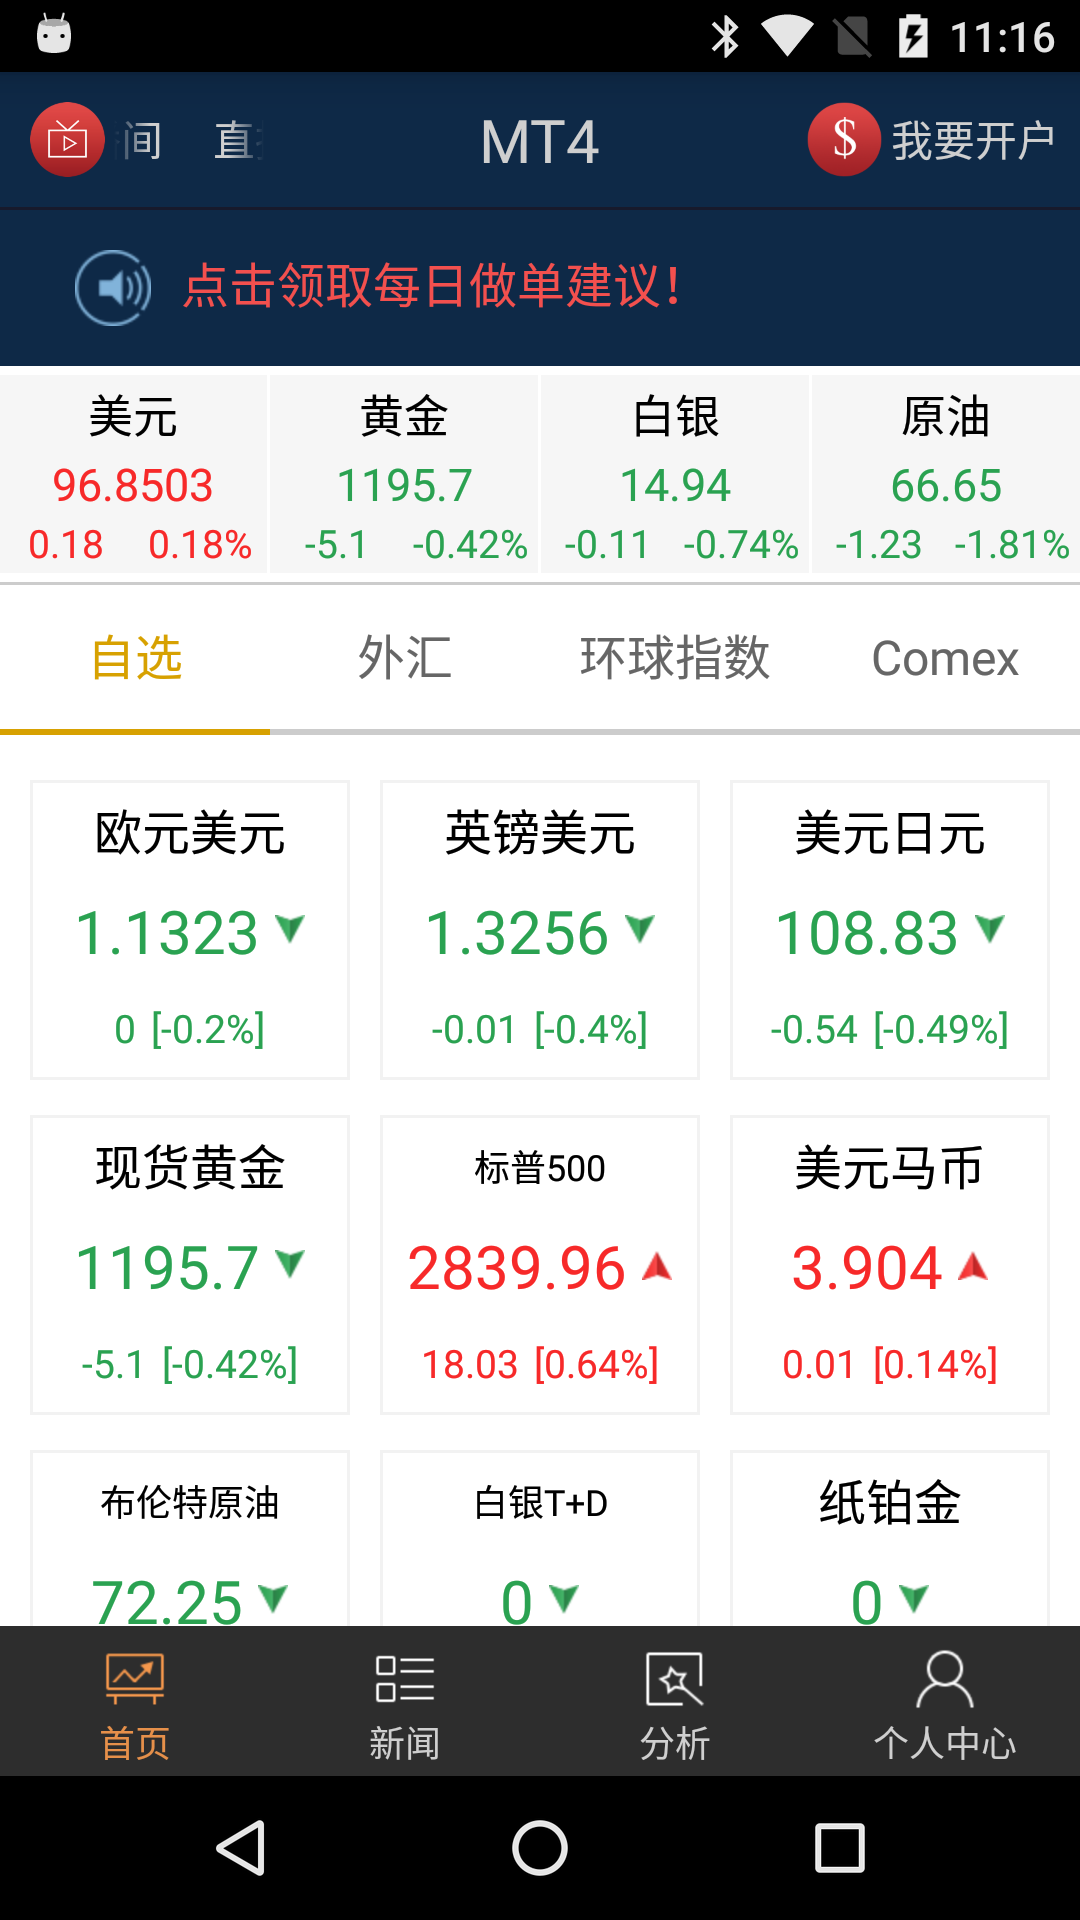 11:16
间 直
MT4
$ 我要开户
点击领取每日做单建议！
美元 黄金 白银 原油
96.8503 1195.7 14.94 66.65
0.18 0.18% -5.1 -0.42% -0.11 -0.74% -1.23 -1.81%
自选 外汇 环球指数 Comex
欧元美元 英镑美元 美元日元
1.1323 1.3256 108.83
0 [-0.2%] -0.01 [-0.4%] -0.54 [-0.49%]
现货黄金 标普500 美元马币
1195.7 2839.96 3.904
-5.1 [-0.42%] 18.03 [0.64%] 0.01 [0.14%]
布伦特原油 白银T+D 纸铂金
72.25 0 0
首页 新闻 分析 个人中心